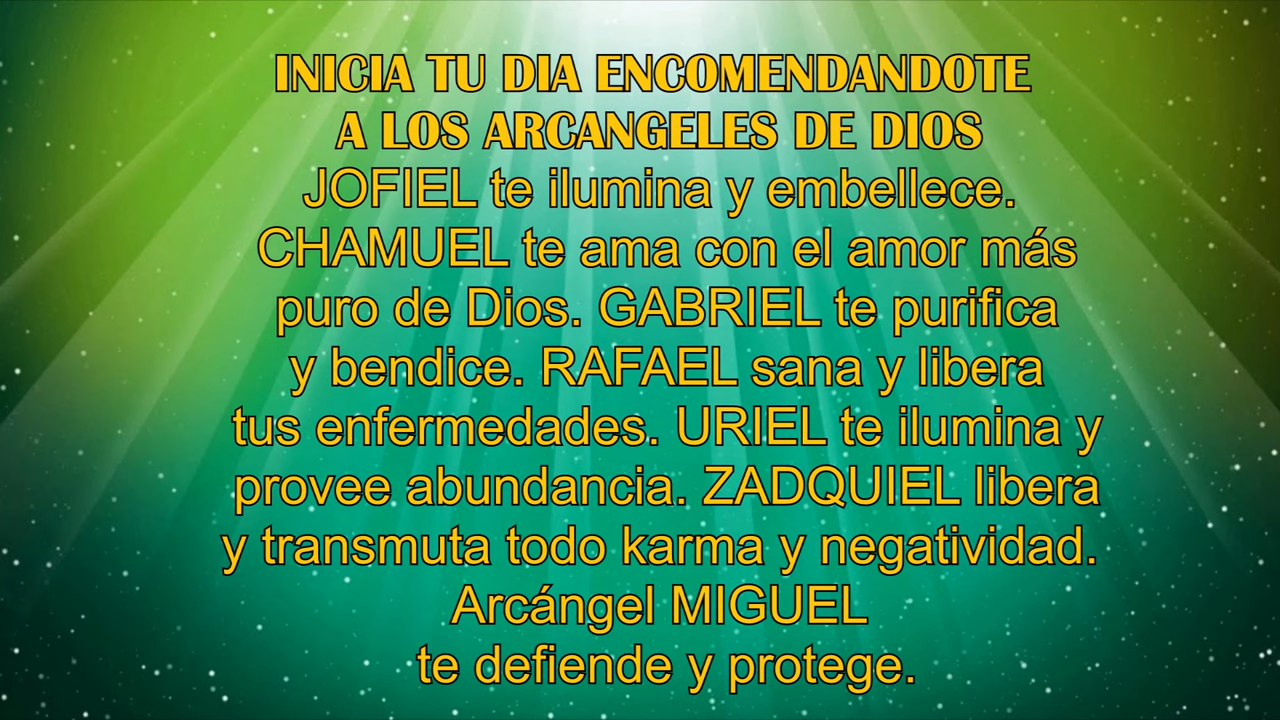 INICIA TU DIA ENCOMENDANDOTE
A LOS ARCANGELES DE DIOS
JOFIEL te ilumina y embellece.
CHAMUEL te ama con el amor más
puro de Dios. GABRIEL te purifica
y bendice. RAFAEL sana y libera
tus enfermedades. URIEL te ilumina y
provee abundancia. ZADQUIEL libera
y transmuta todo karma y negatividad.
Arcángel MIGUEL
te defiende y protege.